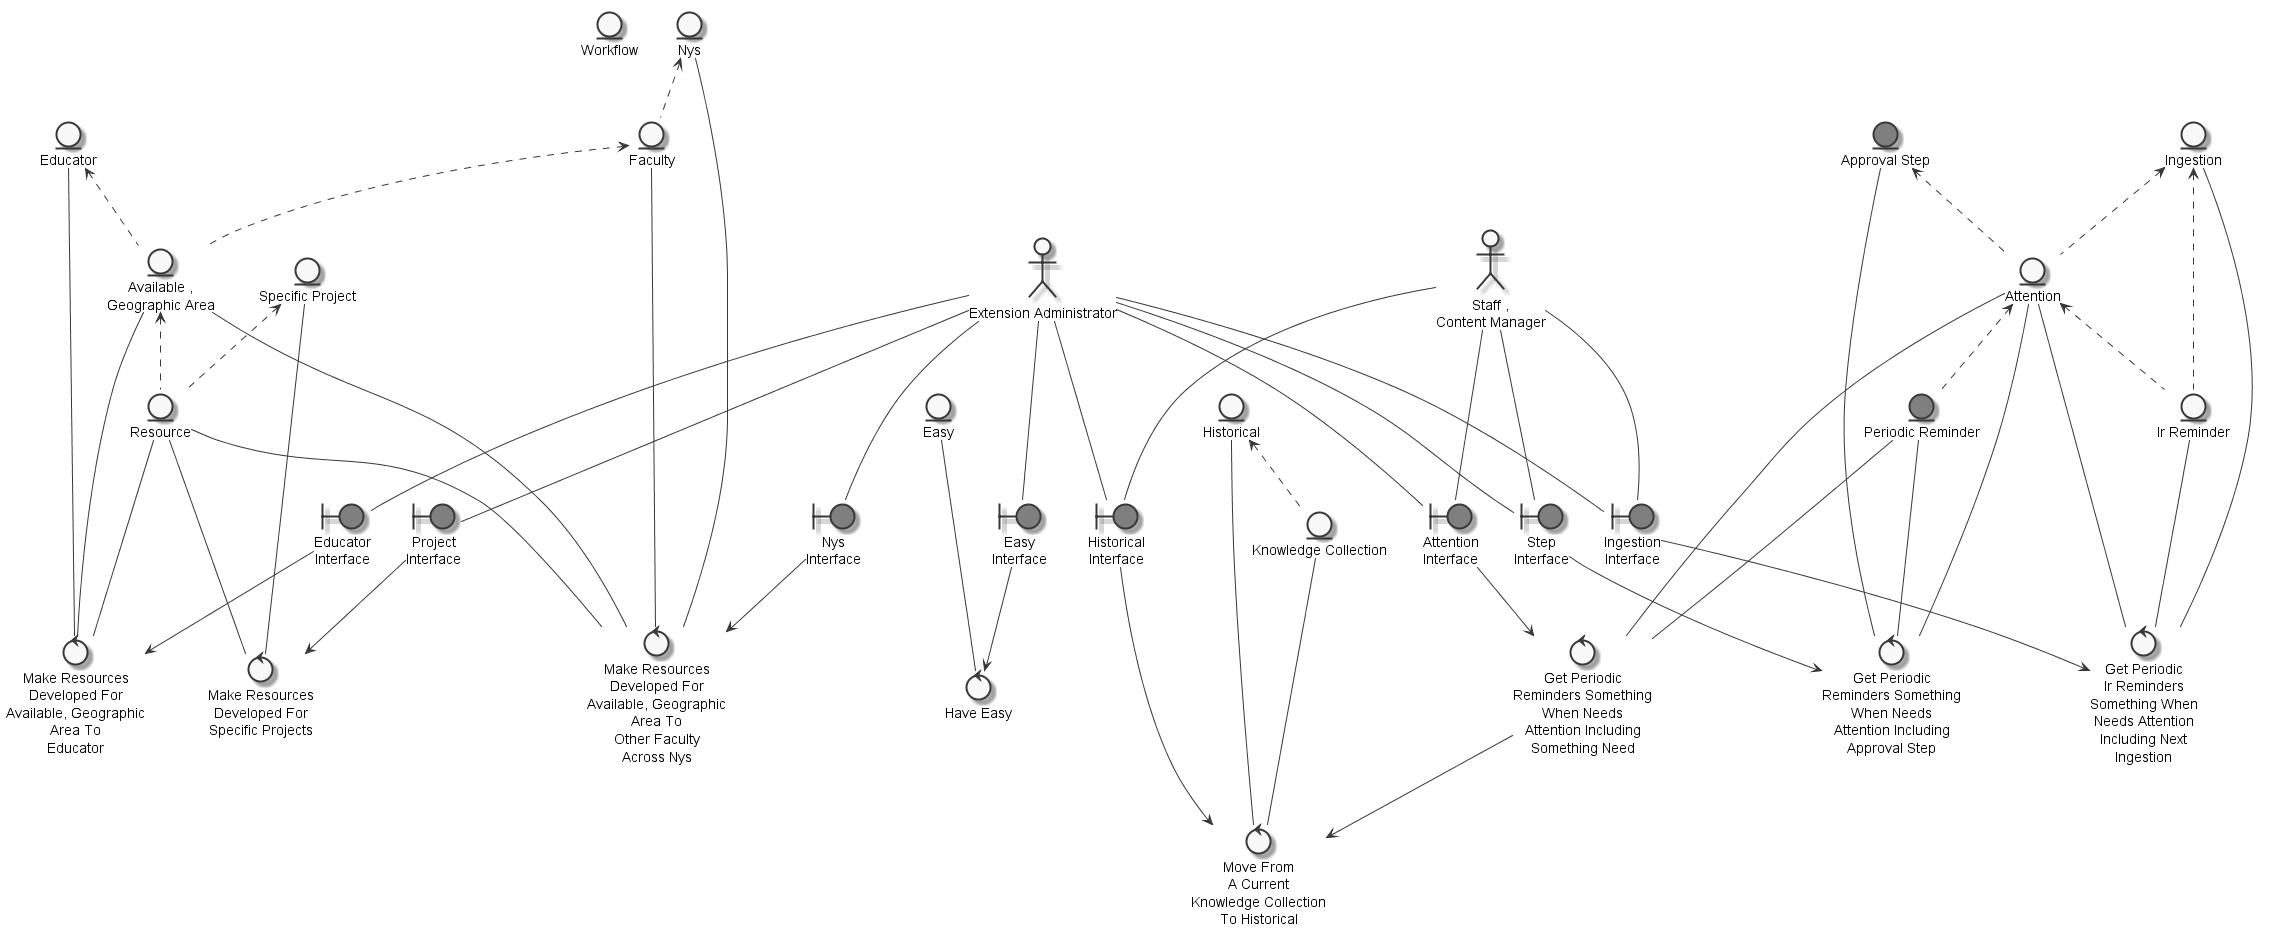 Workflow
Nys
Educator
Faculty
Approval Step
Ingestion
Available ,
Geographic Area
Specific Project
Extension Administrator
Staff ,
Content Manager
Attention
Resource
Easy
Historical
Periodic Reminder
Ir Reminder
Educator
Interface
Project
Interface
Nys
Interface
Easy
Interface
Historical
Interface
Knowledge Collection
Attention
Interface
Step
Interface
Ingestion
Interface
Make Resources
Developed For
Available, Geographic
Area To
Educator
Make Resources
Developed For
Specific Projects
Make Resources
Developed For
Available, Geographic
Area To
Other Faculty
Across Nys
Have Easy
Get Periodic
Reminders Something
When Needs
Attention Including
Something Need
Get Periodic
Reminders Something
When Needs
Attention Including
Approval Step
Get Periodic
Ir Reminders
Something When
Needs Attention
Including Next
Ingestion
Move From
A Current
Knowledge Collection
To Historical